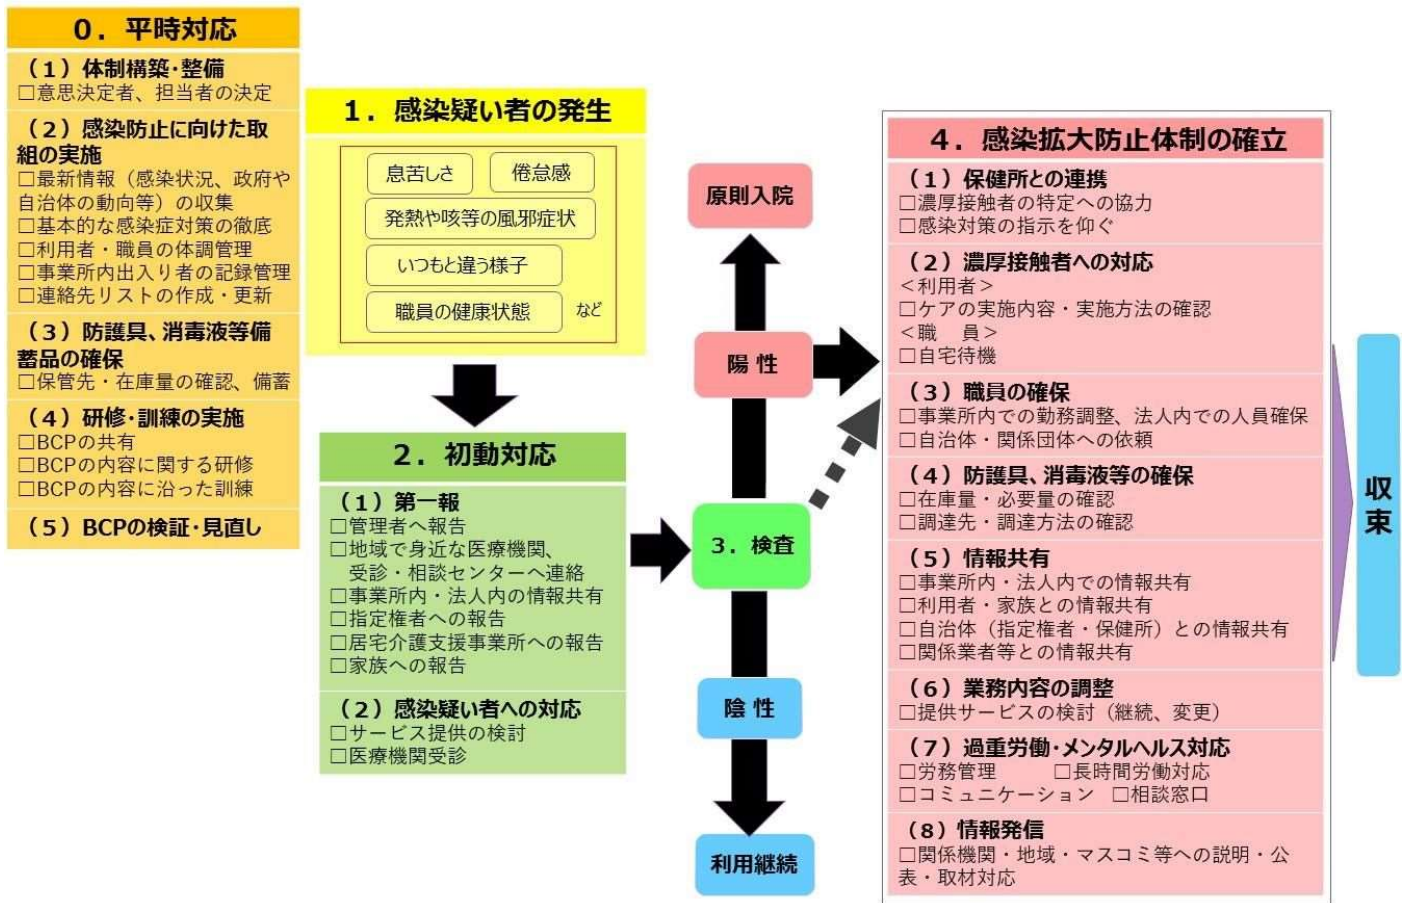 0．平時対応
（1）体制構築・整備
□意思決定者、担当者の決定
（2）感染防止に向けた取
組の実施
□最新情報（感染状況、政府や
自治体の動向等）の収集
□基本的な感染症対策の徹底
□利用者・職員の体調管理
□事業所内出入り者の記録管理
□連絡先リストの作成・更新
（3）防護具、消毒液等備
蓄品の確保
□保管先・在庫量の確認、備蓄
（4）研修・訓練の実施
□BCPの共有
□BCPの内容に関する研修
□BCPの内容に沿った訓練
（5）BCPの検証・見直し
1．感染疑い者の発生
息苦しさ
倦怠感
発熱や咳等の風邪症状
いつもと違う様子
職員の健康状態
など
2．初動対応
（1）第一報
□管理者へ報告
□地域で身近な医療機関、
受診・相談センターへ連絡
□事業所内・法人内の情報共有
□指定権者への報告
□居宅介護支援事業所への報告
□家族への報告
（2）感染疑い者への対応
□サービス提供の検討
□医療機関受診
原則入院
陽性
3．検査
陰性
利用継続
4．感染拡大防止体制の確立
（1）保健所との連携
□濃厚接触者の特定への協力
□感染対策の指示を仰ぐ
（2）濃厚接触者への対応
＜利用者＞
□ケアの実施内容・実施方法の確認
＜職　員＞
□自宅待機
（3）職員の確保
□事業所内での勤務調整、法人内での人員確保
□自治体・関係団体への依頼
（4）防護具、消毒液等の確保
□在庫量・必要量の確認
□調達先・調達方法の確認
（5）情報共有
□事業所内・法人内での情報共有
□利用者・家族との情報共有
□自治体（指定権者・保健所）との情報共有
□関係業者等との情報共有
（6）業務内容の調整
□提供サービスの検討（継続、変更）
（7）過重労働・メンタルヘルス対応
□労務管理　□長時間労働対応
□コミュニケーション　□相談窓口
（8）情報発信
□関係機関・地域・マスコミ等への説明・公
表・取材対応
収束